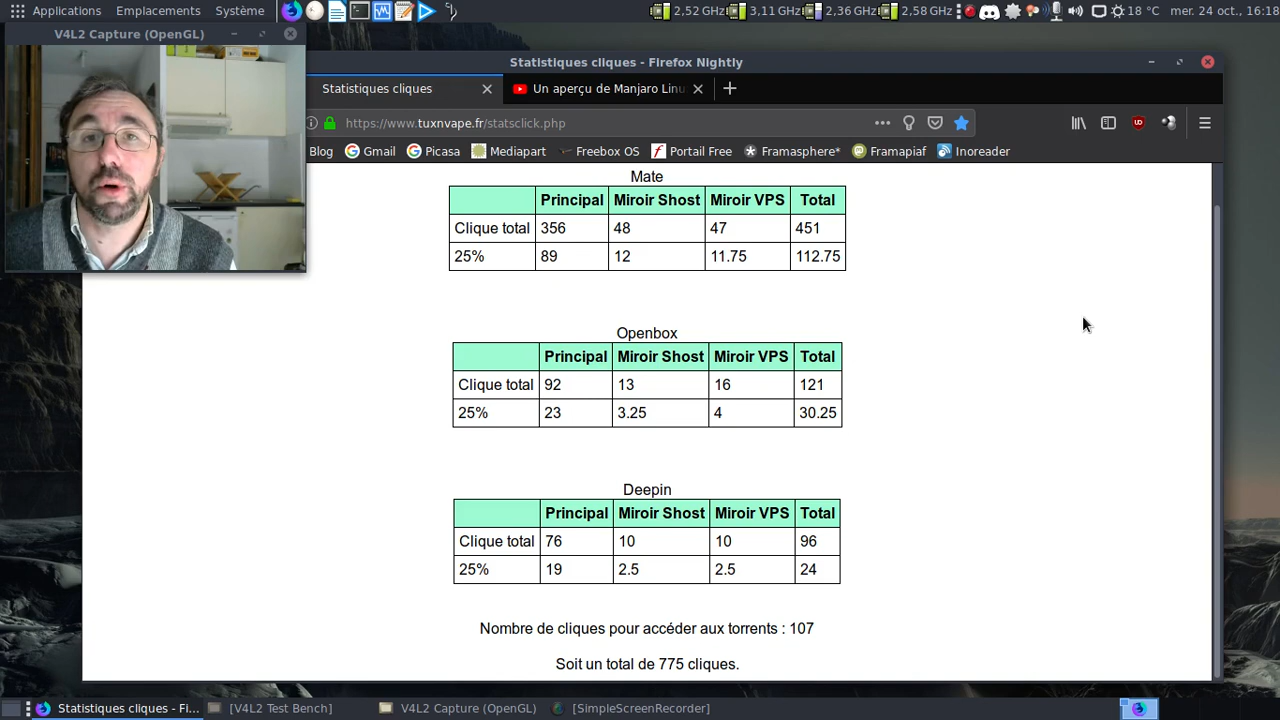 Applications Emplacements Système 2,52 GHz 3,11 GHz 2,36 GHz 2,58 GHz 18 °C mer. 24 oct., 16:18
V4L2 Capture (OpenGL)
Statistiques cliques - Firefox Nightly
Statistiques cliques Un aperçu de Manjaro Linu
https://www.tuxnvape.fr/statsclick.php
Blog Gmail Picasa Mediapart Freebox OS Portail Free Framasphere* Framapiaf Inoreader
Mate
Principal Miroir Shost Miroir VPS Total
Clique total 356 48 47 451
25% 89 12 11.75 112.75
Openbox
Principal Miroir Shost Miroir VPS Total
Clique total 92 13 16 121
25% 23 3.25 4 30.25
Deepin
Principal Miroir Shost Miroir VPS Total
Clique total 76 10 10 96
25% 19 2.5 2.5 24
Nombre de cliques pour accéder aux torrents : 107
Soit un total de 775 cliques.
Statistiques cliques - Fi... [V4L2 Test Bench] V4L2 Capture (OpenGL) [SimpleScreenRecorder]